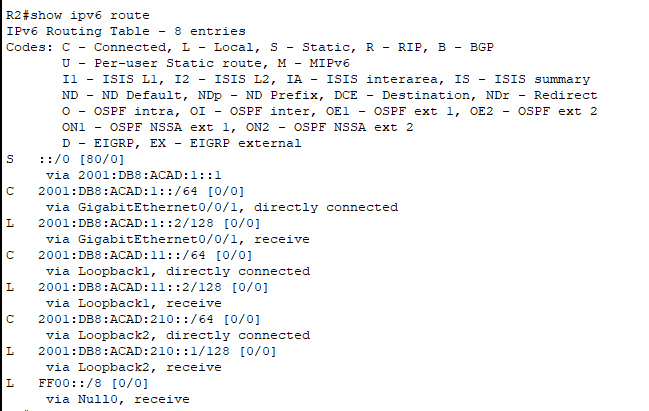 R2#show ipv6 route
IPv6 Routing Table - 8 entries
Codes: C - Connected, L - Local, S - Static, R - RIP, B - BGP
       U - Per-user Static route, M - MIPv6
       I1 - ISIS L1, I2 - ISIS L2, IA - ISIS interarea, IS - ISIS summary
       ND - ND Default, NDp - ND Prefix, DCE - Destination, NDr - Redirect
       O - OSPF intra, OI - OSPF inter, OE1 - OSPF ext 1, OE2 - OSPF ext 2
       ON1 - OSPF NSSA ext 1, ON2 - OSPF NSSA ext 2
       D - EIGRP, EX - EIGRP external
S   ::/0 [80/0]
     via 2001:DB8:ACAD:1::1
C   2001:DB8:ACAD:1::/64 [0/0]
     via GigabitEthernet0/0/1, directly connected
L   2001:DB8:ACAD:1::2/128 [0/0]
     via GigabitEthernet0/0/1, receive
C   2001:DB8:ACAD:11::/64 [0/0]
     via Loopback1, directly connected
L   2001:DB8:ACAD:11::2/128 [0/0]
     via Loopback1, receive
C   2001:DB8:ACAD:210::/64 [0/0]
     via Loopback2, directly connected
L   2001:DB8:ACAD:210::1/128 [0/0]
     via Loopback2, receive
L   FF00::/8 [0/0]
     via Null0, receive